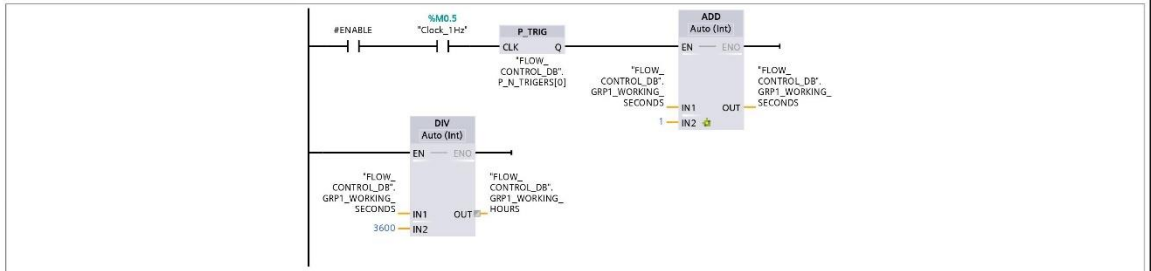 %M0.5
#ENABLE
"Clock_1Hz"
P_TRIG
CLK
Q
"FLOW_
CONTROL_DB".
P_N_TRIGERS[0]
ADD
Auto (Int)
EN
ENO
"FLOW_
CONTROL_DB".
GRP1_WORKING_
SECONDS
IN1
1
IN2
OUT
"FLOW_
CONTROL_DB".
GRP1_WORKING_
SECONDS
DIV
Auto (Int)
EN
ENO
"FLOW_
CONTROL_DB".
GRP1_WORKING_
SECONDS
IN1
3600
IN2
OUT
"FLOW_
CONTROL_DB".
GRP1_WORKING_
HOURS